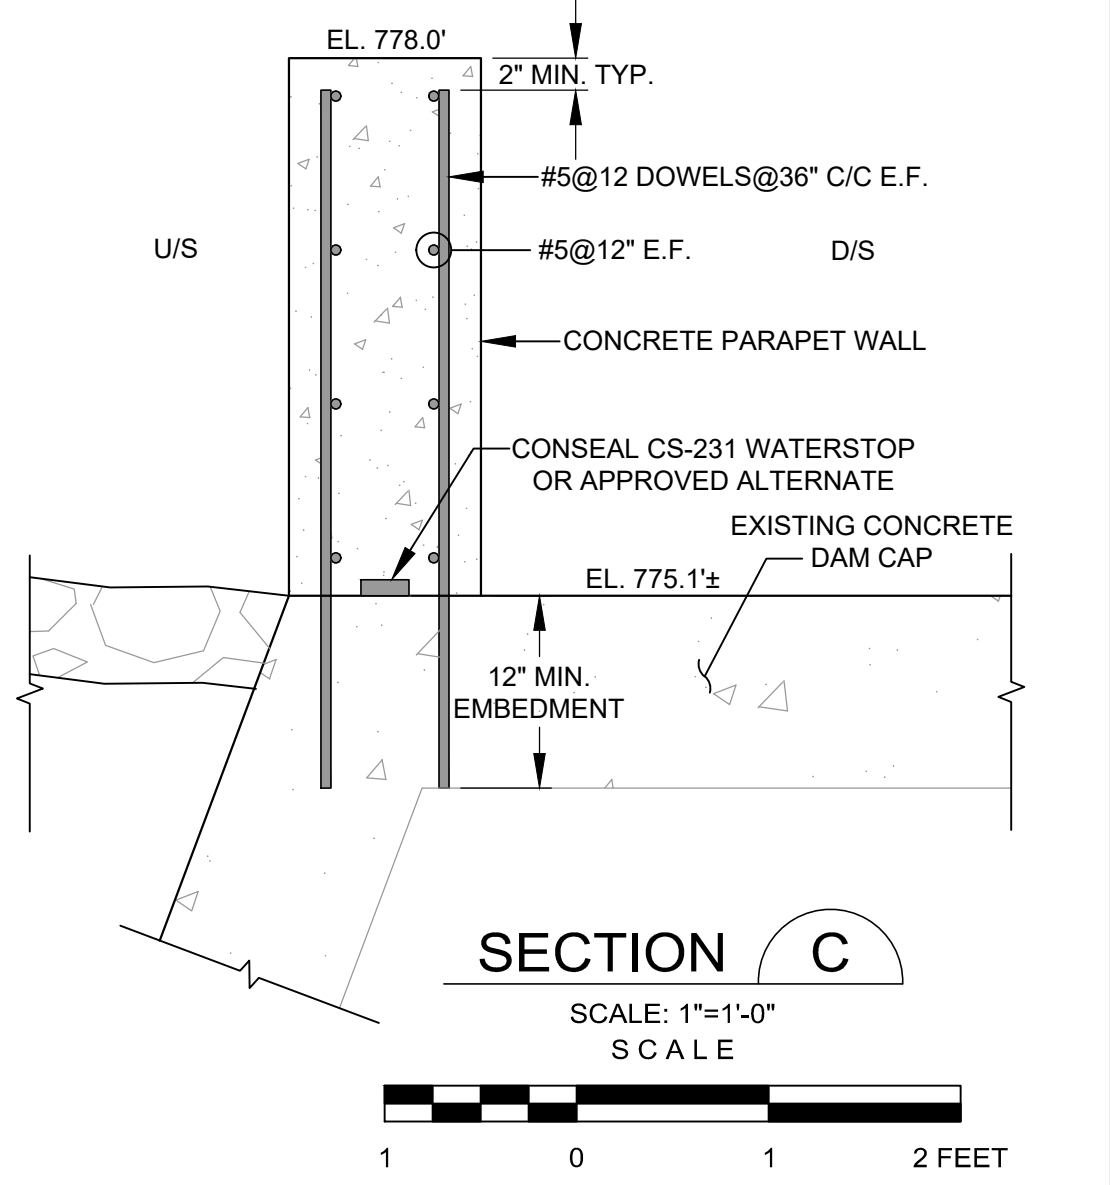 EL. 778.0'
2" MIN. TYP.
#5@12 DOWELS@36" C/C E.F.
U/S
#5@12" E.F.
D/S
CONCRETE PARAPET WALL
CONSEAL CS-231 WATERSTOP
OR APPROVED ALTERNATE
EXISTING CONCRETE
DAM CAP
EL. 775.1'±
12" MIN.
EMBEDMENT
SECTION C
SCALE: 1"=1'-0"
SCALE
1 0 1 2 FEET